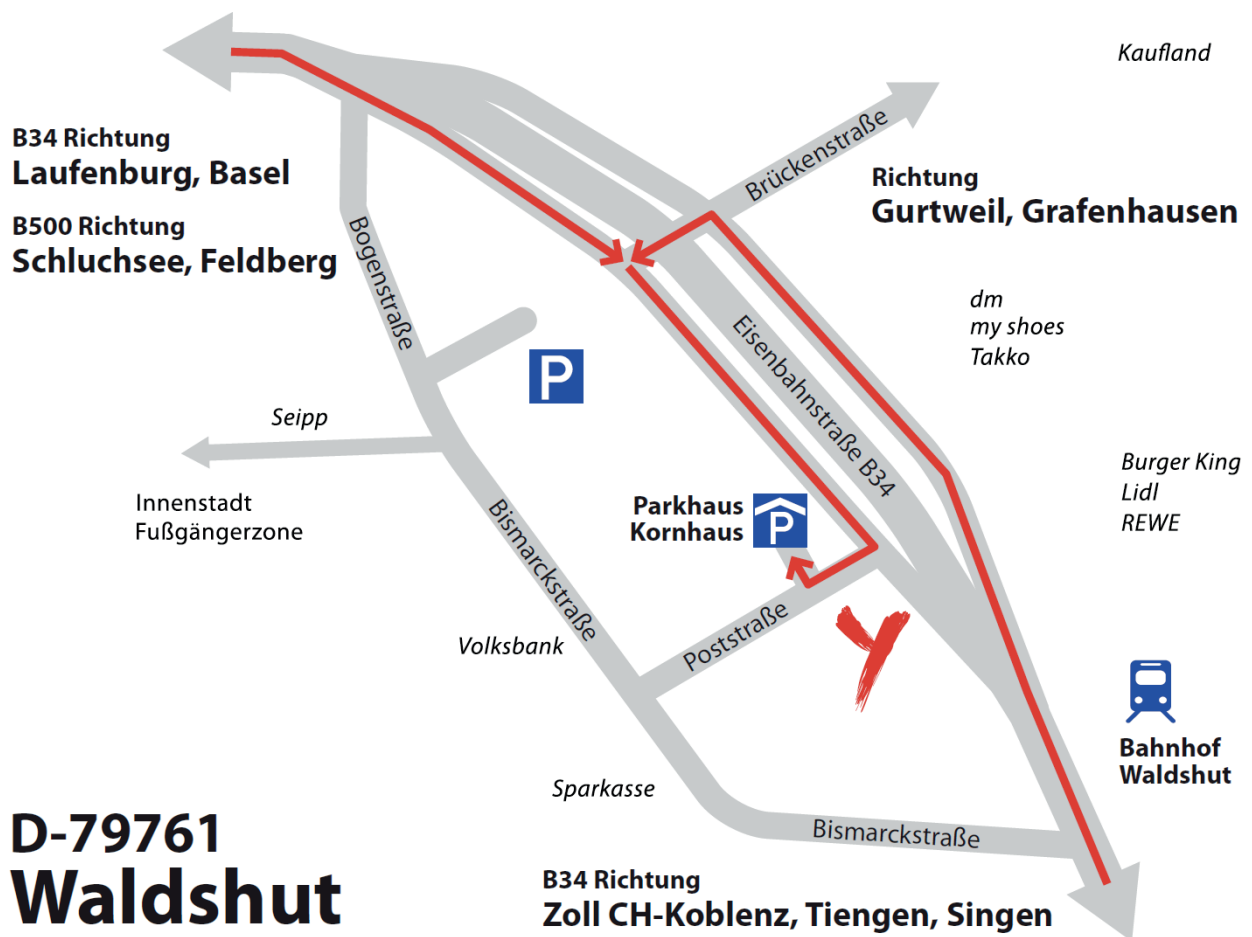 Kaufland
B34 Richtung
Laufenburg, Basel
B500 Richtung
Schluchsee, Feldberg
Brückenstraße
Richtung
Gurtweil, Grafenhausen
Bogenstraße
dm
my shoes
Takko
Eisenbahnstraße B34
P
Seipp
Innenstadt
Fußgängerzone
Burger King
Lidl
REWE
Parkhaus
Kornhaus
P
Bismarckstraße
Poststraße
Volksbank
Bahnhof
Waldshut
Sparkasse
Bismarckstraße
D-79761
Waldshut
B34 Richtung
Zoll CH-Koblenz, Tiengen, Singen